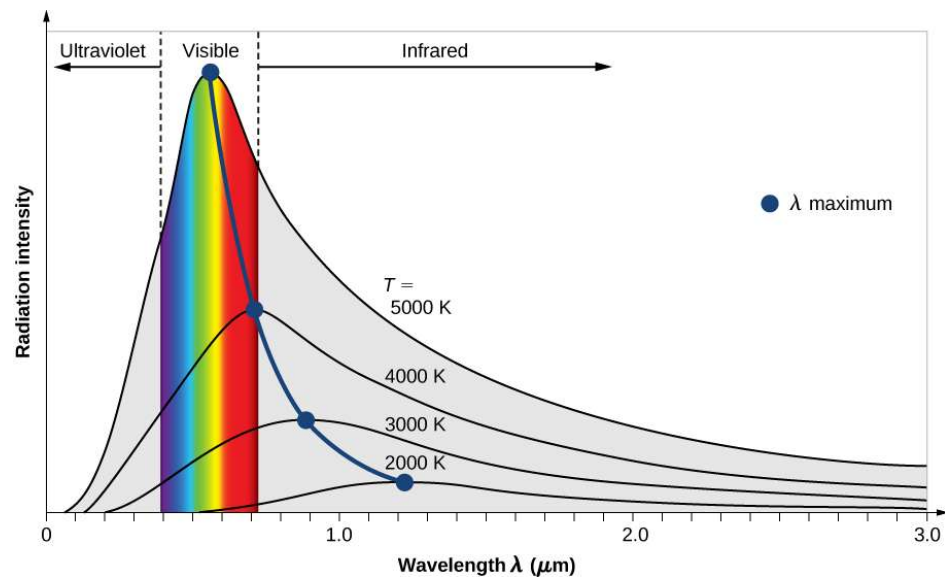 Ultraviolet
Visible
Infrared
λ maximum
Radiation intensity
T =
5000 K
4000 K
3000 K
2000 K
0
1.0
2.0
3.0
Wavelength λ (μm)